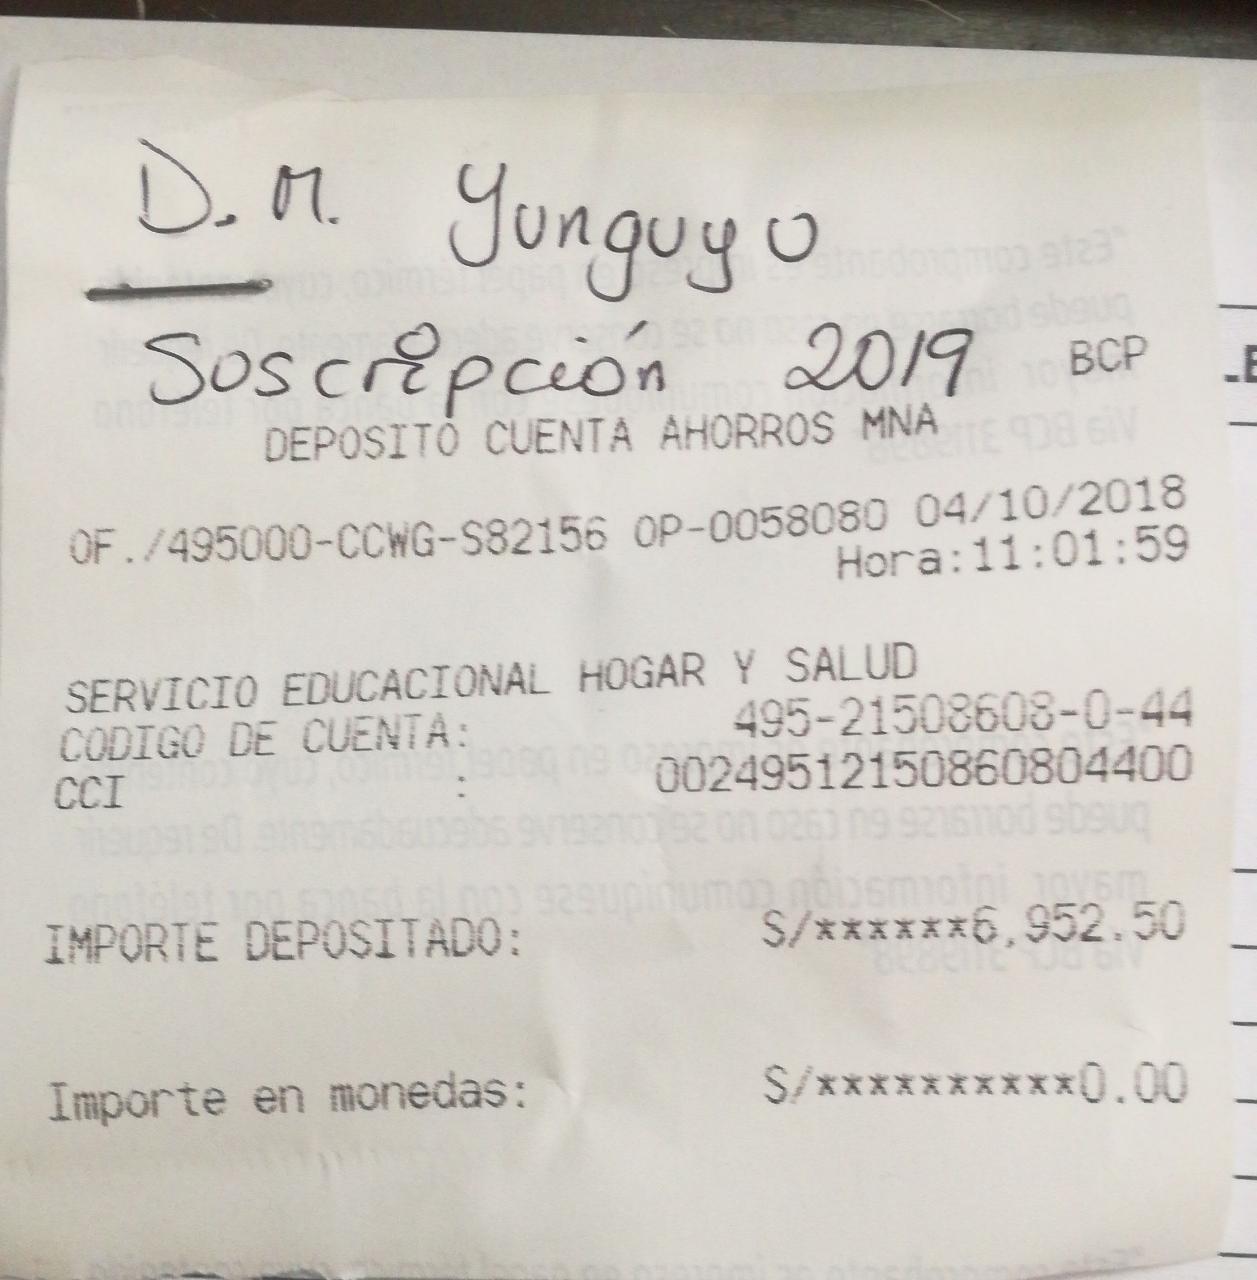 D.M. Yunguyo
Soscripción 2019
BCP
DEPOSITO CUENTA AHORROS MNA
OF./495000-CCWG-S82156 OP-0058080 04/10/2018
Hora:11:01:59
SERVICIO EDUCACIONAL HOGAR Y SALUD
CODIGO DE CUENTA: 495-21508608-0-44
CCI : 00249512150860804400
IMPORTE DEPOSITADO: S/******6,952.50
Importe en monedas: S/**********0.00